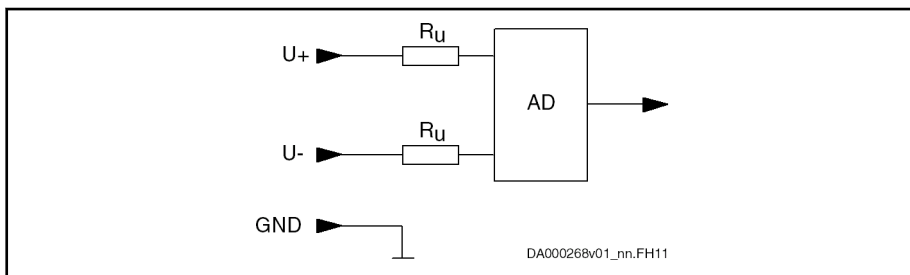 Ru
U+
AD
Ru
U-
GND
DA000268v01_nn.FH11